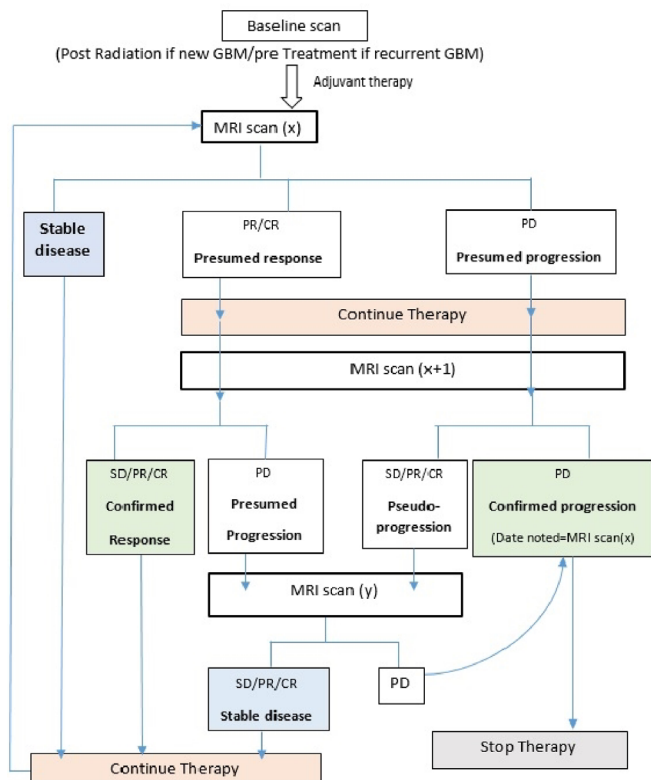 Baseline scan
(Post Radiation if new GBM/pre Treatment if recurrent GBM)
Adjuvant therapy
MRI scan (x)
Stable
disease
PR/CR
Presumed response
PD
Presumed progression
Continue Therapy
MRI scan (x+1)
SD/PR/CR
Confirmed
Response
PD
Presumed
Progression
SD/PR/CR
Pseudo-
progression
PD
Confirmed progression
(Date noted=MRI scan(x)
MRI scan (y)
SD/PR/CR
Stable disease
PD
Stop Therapy
Continue Therapy